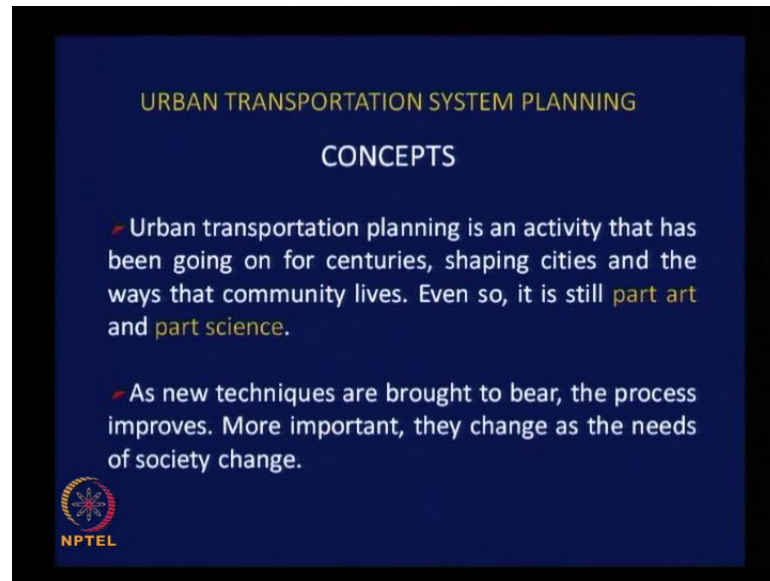 URBAN TRANSPORTATION SYSTEM PLANNING
CONCEPTS
Urban transportation planning is an activity that has
been going on for centuries, shaping cities and the
ways that community lives. Even so, it is still part art
and part science.
As new techniques are brought to bear, the process
improves. More important, they change as the needs
of society change.
NPTEL